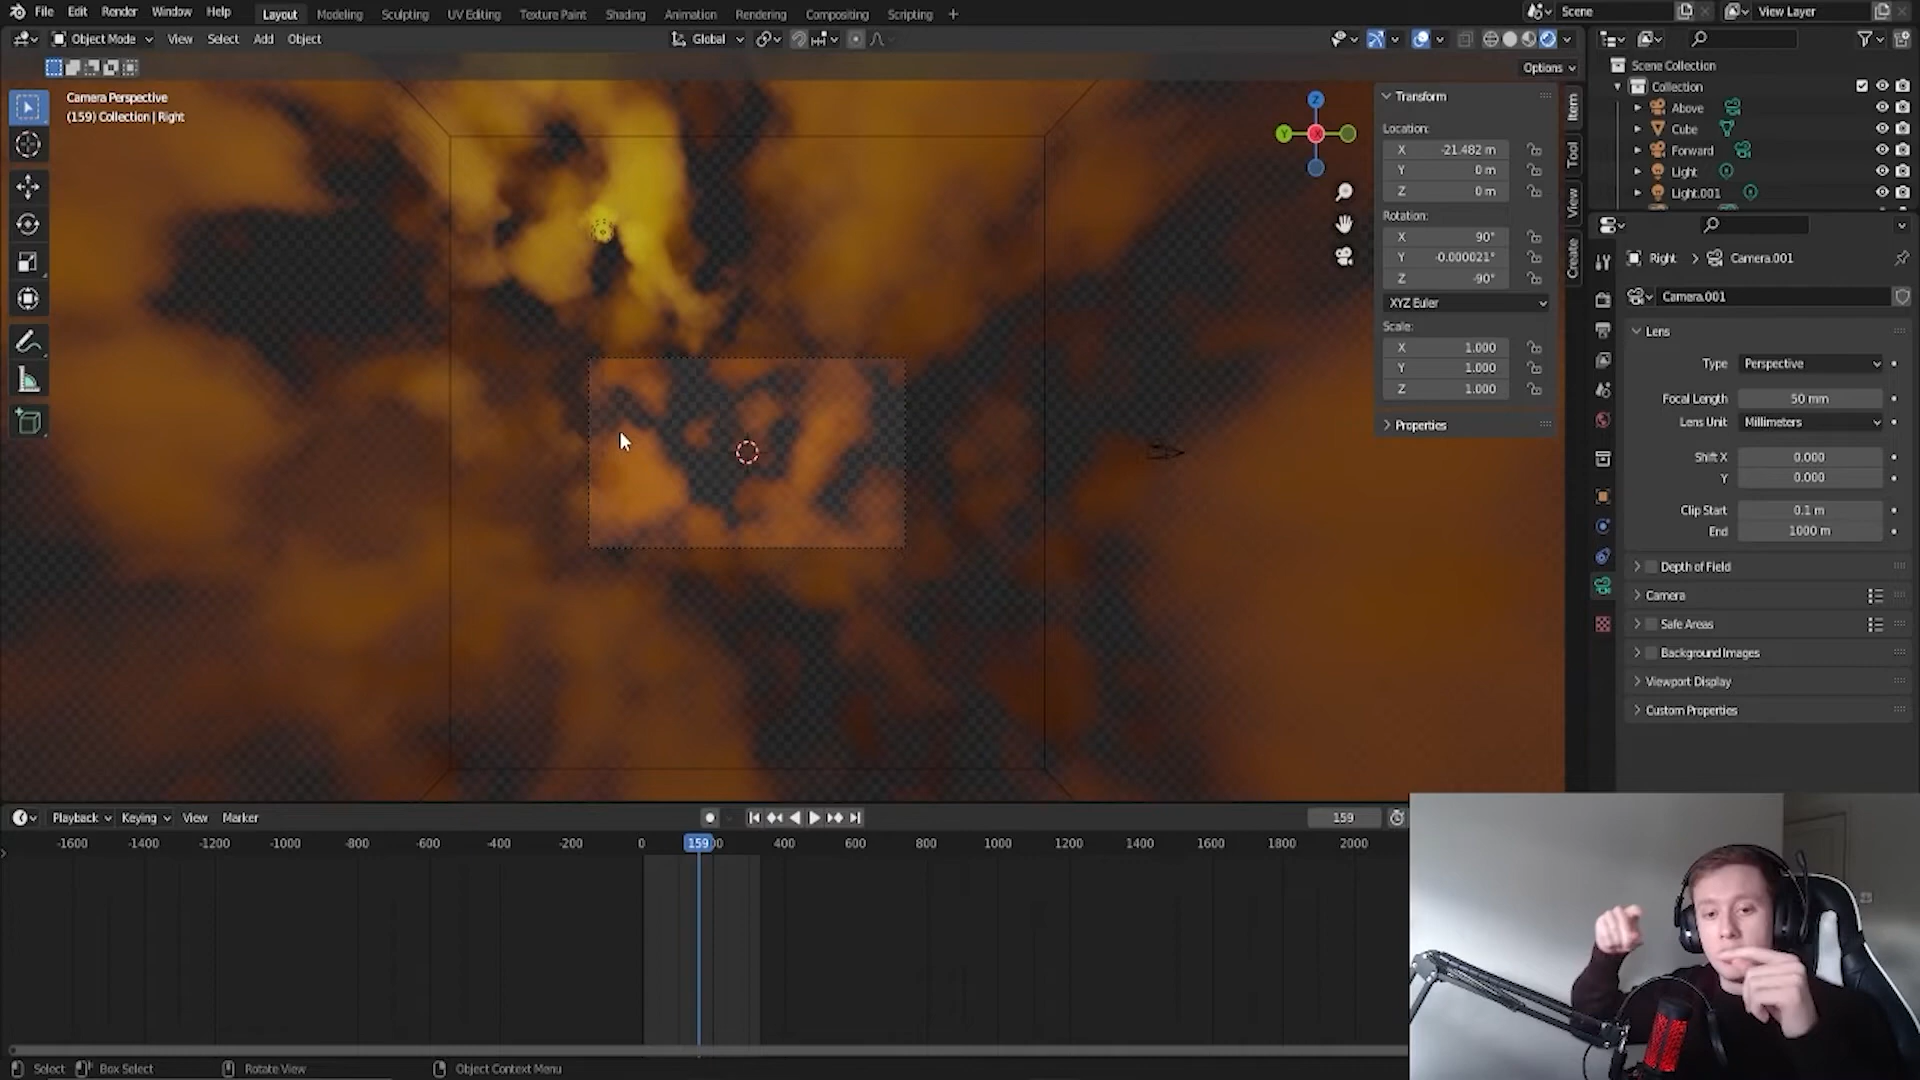 File Edit Render Window Help Layout Modeling Sculpting UV Editing Texture Paint Shading Animation Rendering Compositing Scripting + Scene View Layer
Object Mode View Select Add Object Global
Options
Camera Perspective
(159) Collection | Right
Z
Y X
Transform
Location:
X -21.482 m
Y 0 m
Z 0 m
Rotation:
X 90°
Y -0.000021°
Z -90°
XYZ Euler
Scale:
X 1.000
Y 1.000
Z 1.000
Properties
Item
Tool
View
Create
Scene Collection
Collection
Above
Cube
Forward
Light
Light.001
Right Camera.001
Camera.001
Lens
Type Perspective
Focal Length 50 mm
Lens Unit Millimeters
Shift X 0.000
Y 0.000
Clip Start 0.1 m
End 1000 m
Depth of Field
Camera
Safe Areas
Background Images
Viewport Display
Custom Properties
Playback Keying View Marker 159
-1600 -1400 -1200 -1000 -800 -600 -400 -200 0 159 400 600 800 1000 1200 1400 1600 1800 2000
Select Box Select Rotate View Object Context Menu